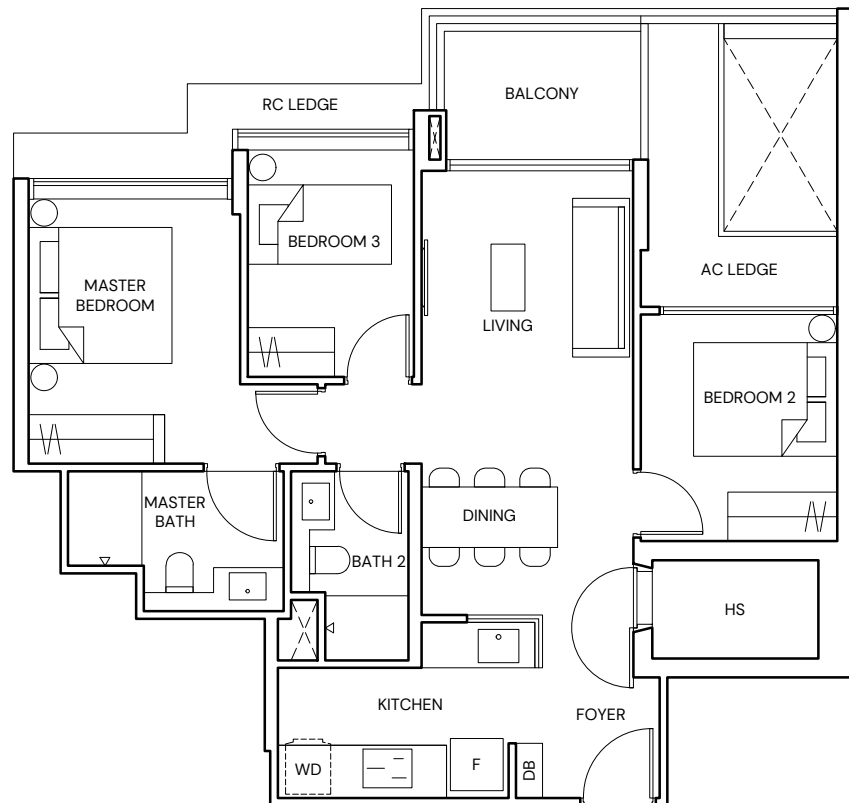 BALCONY
RC LEDGE
BEDROOM 3
AC LEDGE
MASTER
BEDROOM
LIVING
BEDROOM 2
MASTER
BATH
DINING
BATH 2
HS
KITCHEN
FOYER
WD
F
DB